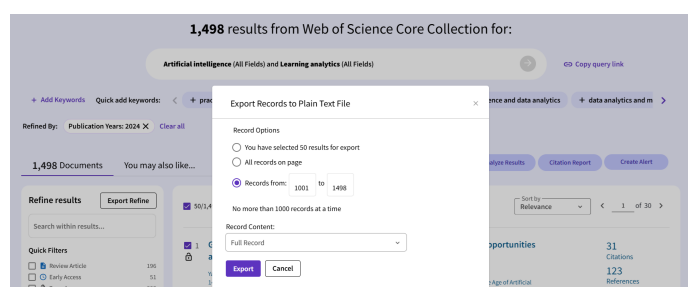 1,498 results from Web of Science Core Collection for:
Artificial intelligence (All Fields) and Learning analytics (All Fields)
Copy query link
+ Add Keywords Quick add keywords: < + prac
ence and data analytics + data analytics and m >
Refined By: Publication Years: 2024 X Clear all
1,498 Documents You may also like...
Analyze Results Citation Report Create Alert
Export Records to Plain Text File ×
Record Options
You have selected 50 results for export
All records on page
Records from: 1001 to 1498
No more than 1000 records at a time
Record Content:
Full Record
Export Cancel
Refine results Export Refine
Search within results...
Quick Filters
Review Article 196
Early Access 51
50/1,4
Sort by
Relevance
< 1 of 30 >
1 G
a
pportunities
31
Citations
123
References
e Age of Artificial